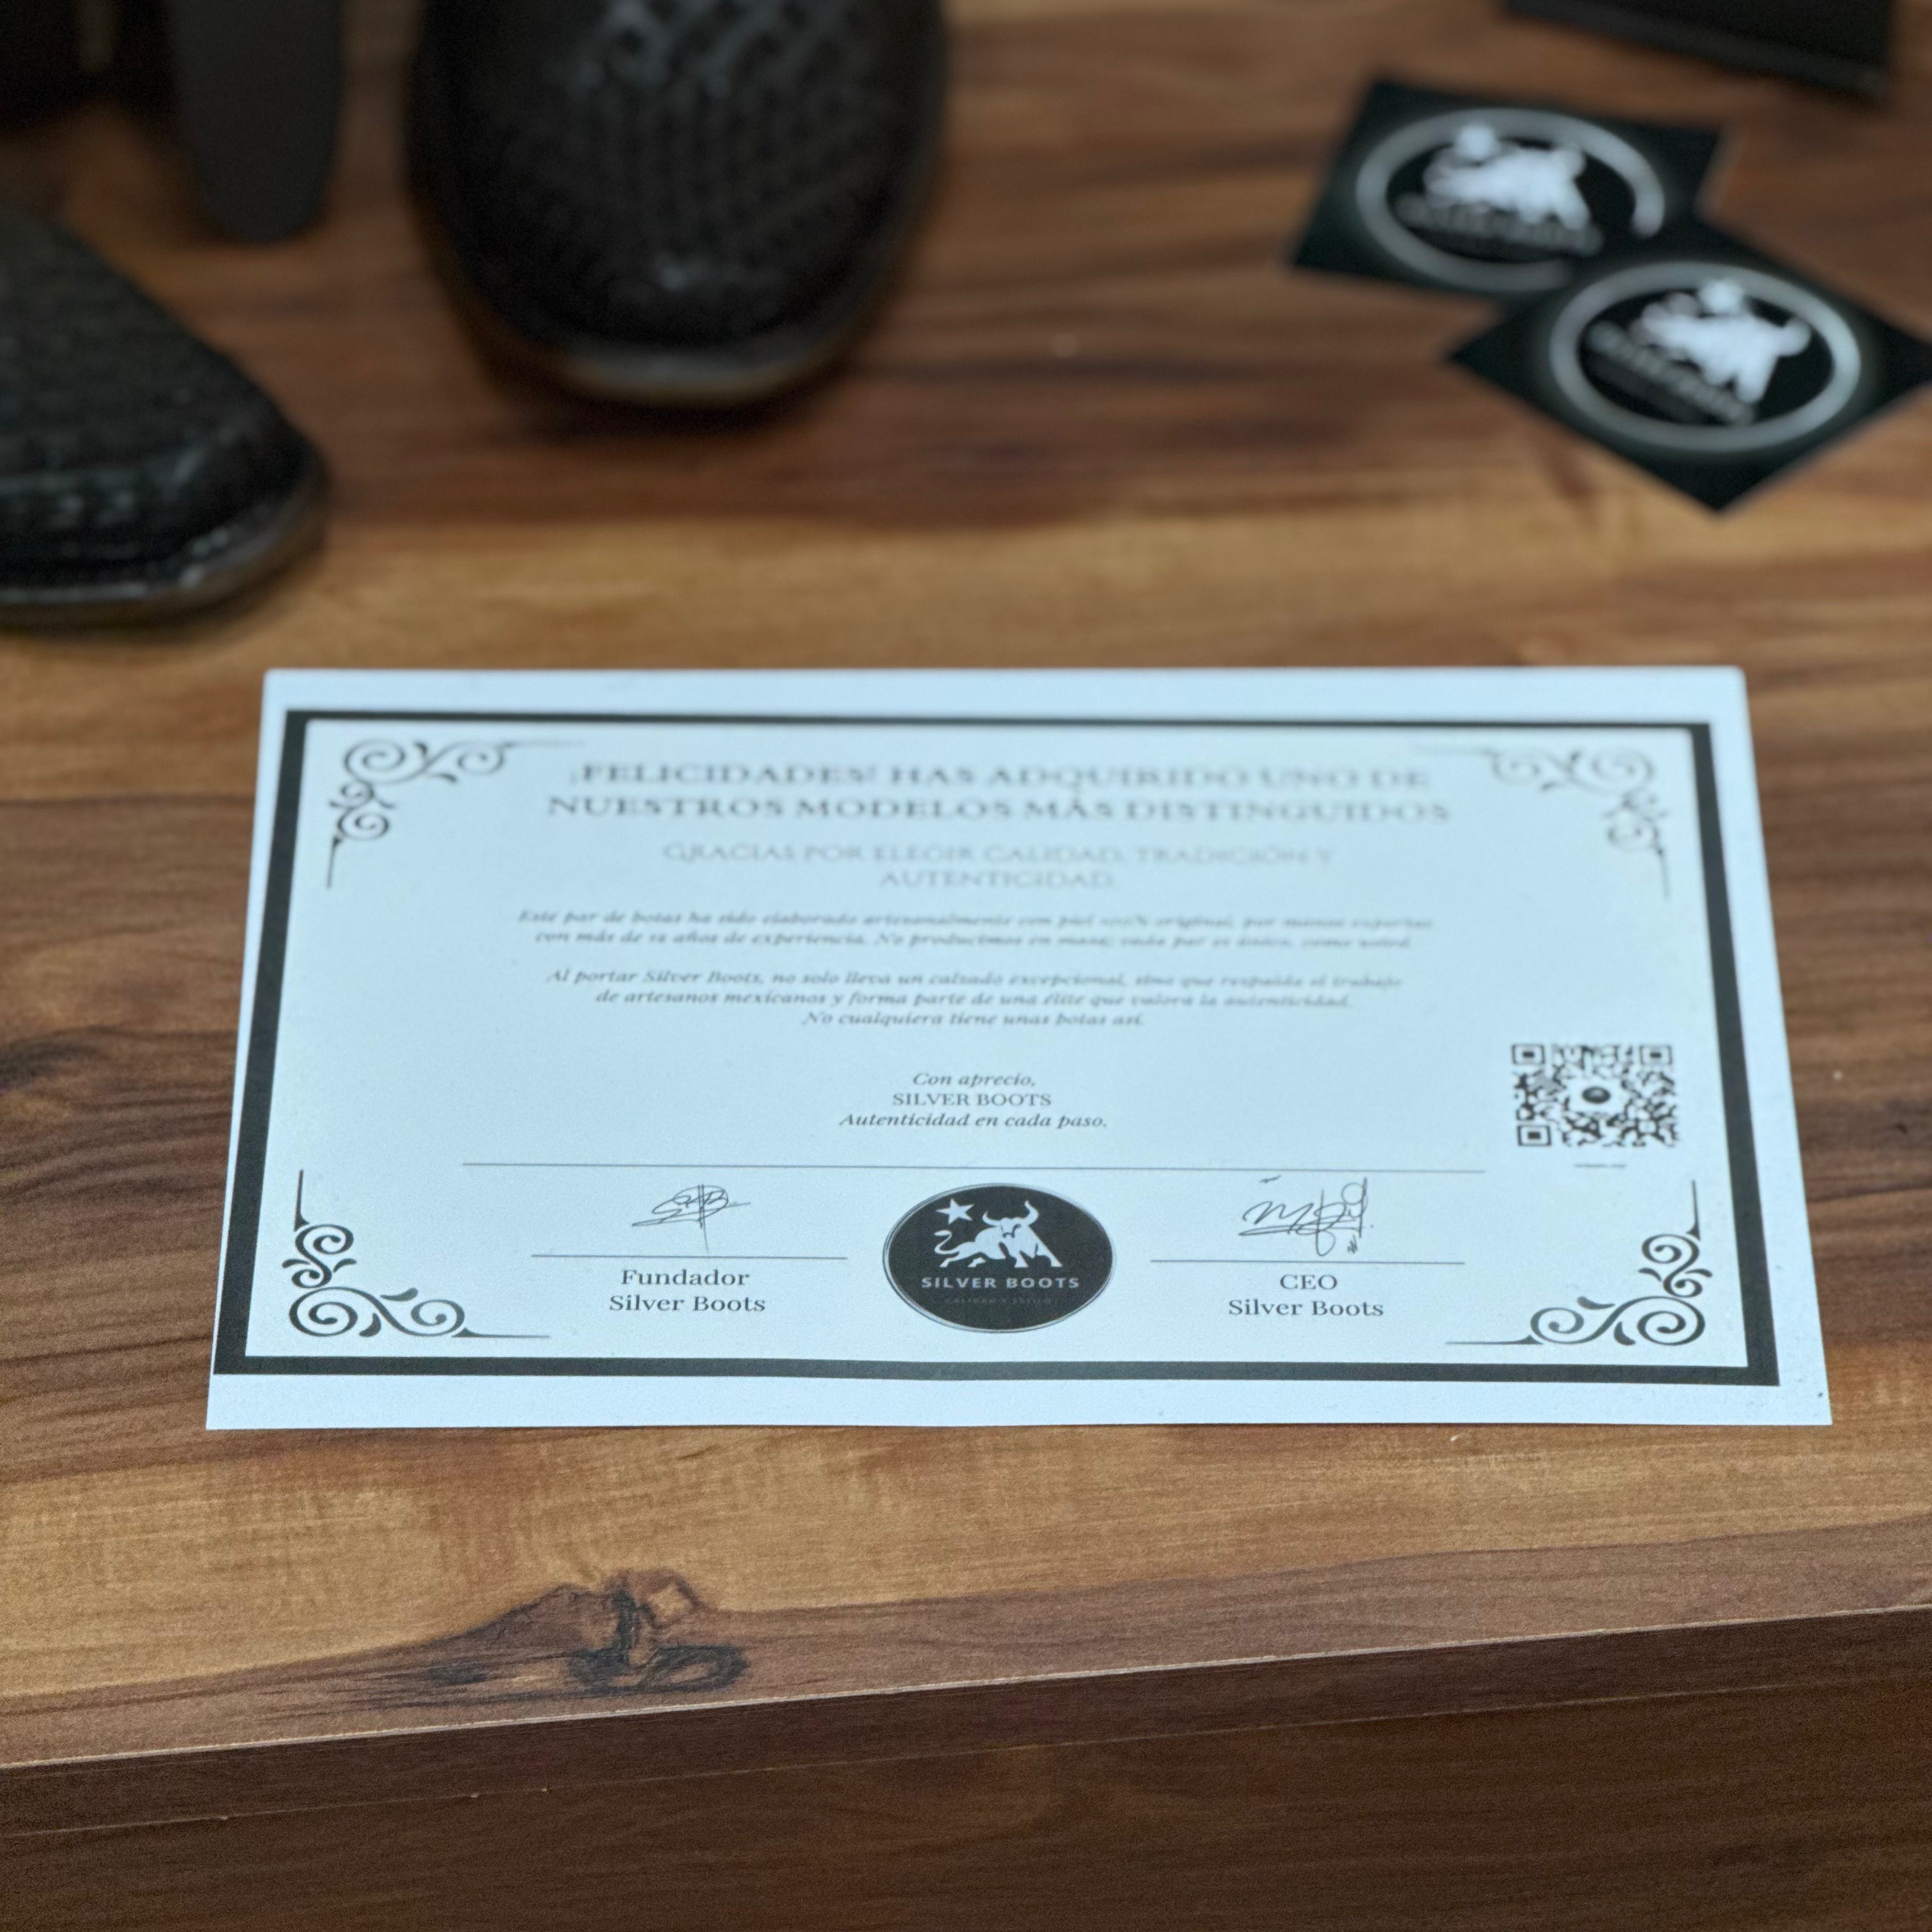 ¡FELICIDADES! HAS ADQUIRIDO UNO DE
NUESTROS MODELOS MÁS DISTINGUIDOS
GRACIAS POR ELEGIR CALIDAD, TRADICIÓN Y
AUTENTICIDAD.
Este par de botas ha sido elaborado artesanalmente con piel 100% original, por manos expertas
con más de 12 años de experiencia. No producimos en masa; cada par es único, como usted.
Al portar Silver Boots, no solo lleva un calzado excepcional, sino que respalda el trabajo
de artesanos mexicanos y forma parte de una élite que valora la autenticidad.
No cualquiera tiene unas botas así.
Con aprecio,
SILVER BOOTS
Autenticidad en cada paso.
Fundador
Silver Boots
SILVER BOOTS
CALIDAD Y ESTILO
CEO
Silver Boots